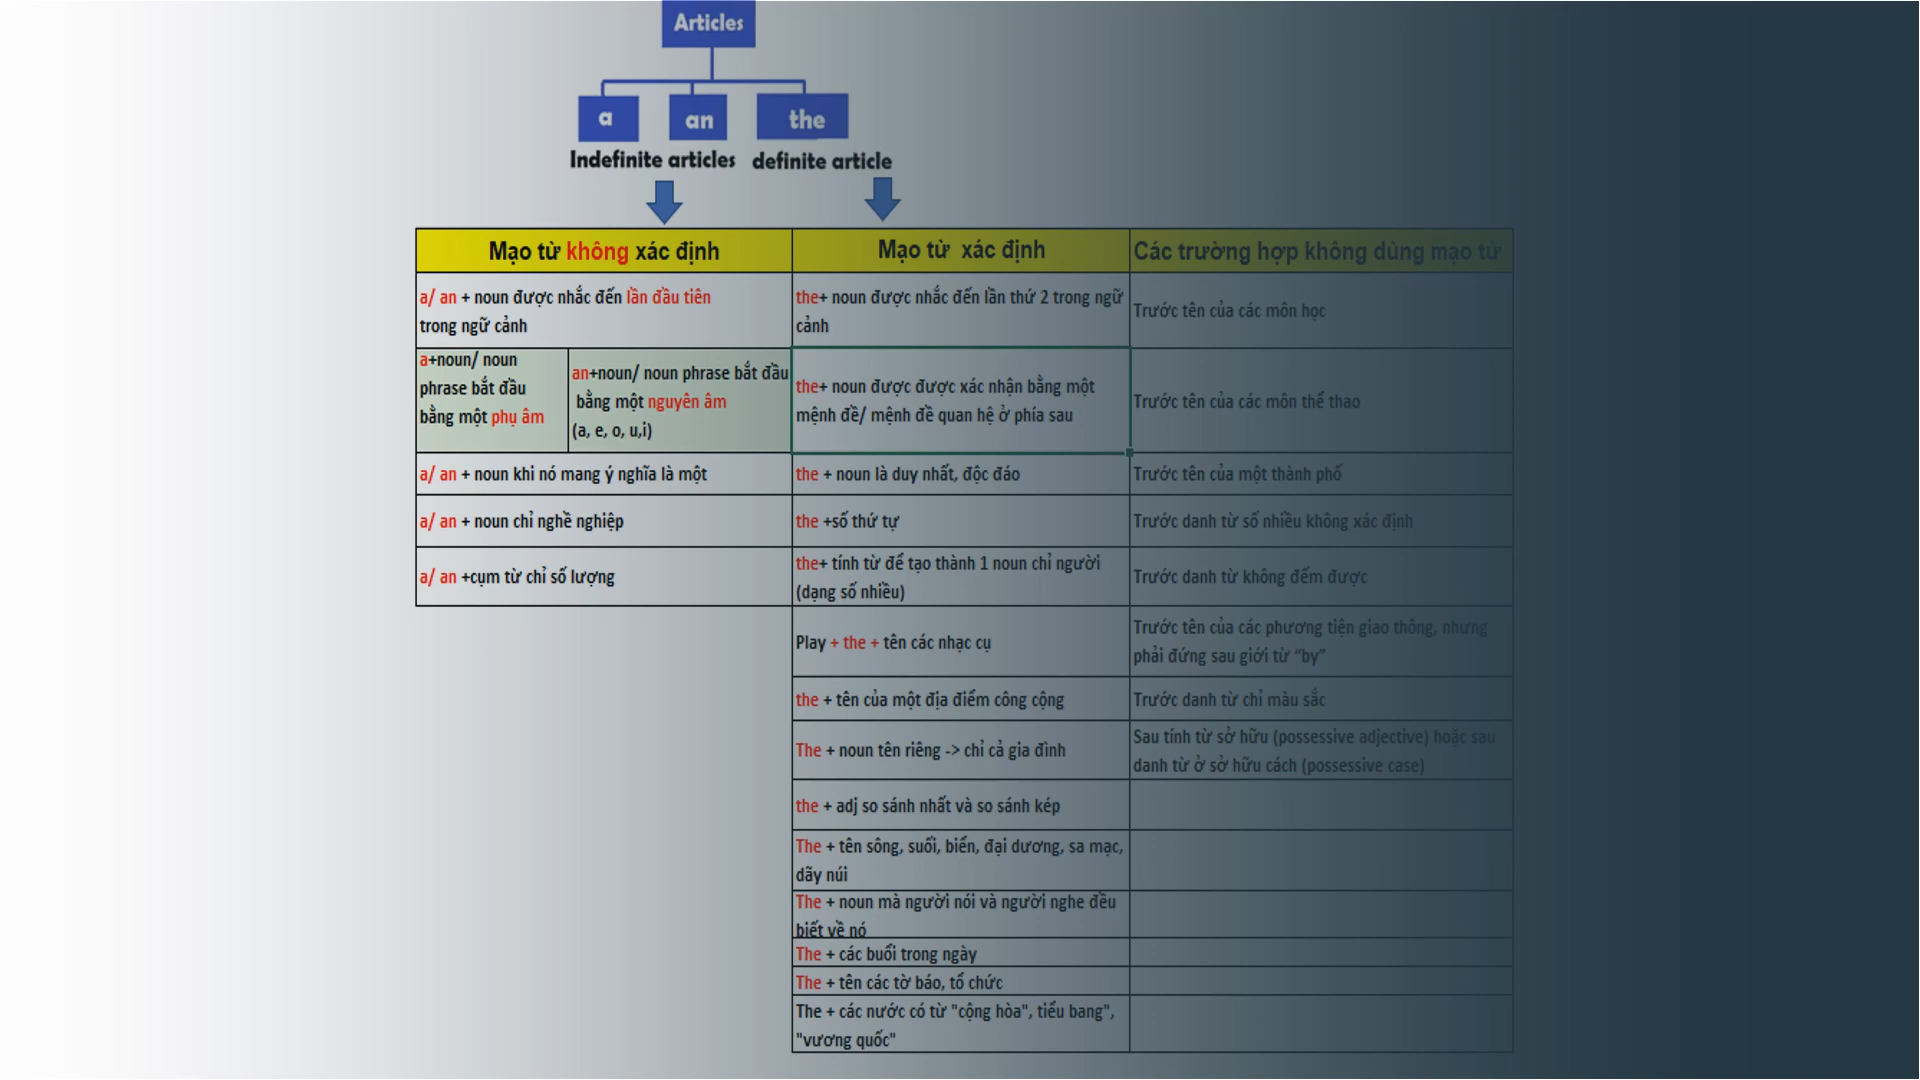 Articles
a
an
the
Indefinite articles
definite article
Mạo từ không xác định
Mạo từ xác định
Các trường hợp không dùng mạo từ
a/ an + noun được nhắc đến lần đầu tiên
trong ngữ cảnh
the+ noun được nhắc đến lần thứ 2 trong ngữ
cảnh
Trước tên của các môn học
a+noun/ noun
phrase bắt đầu
bằng một phụ âm
an+noun/ noun phrase bắt đầu
bằng một nguyên âm
(a, e, o, u,i)
the+ noun được được xác nhận bằng một
mệnh đề/ mệnh đề quan hệ ở phía sau
Trước tên của các môn thể thao
a/ an + noun khi nó mang ý nghĩa là một
the + noun là duy nhất, độc đáo
Trước tên của một thành phố
a/ an + noun chỉ nghề nghiệp
the +số thứ tự
Trước danh từ số nhiều không xác định
a/ an +cụm từ chỉ số lượng
the+ tính từ để tạo thành 1 noun chỉ người
(dạng số nhiều)
Trước danh từ không đếm được
Play + the + tên các nhạc cụ
Trước tên của các phương tiện giao thông, nhưng
phải đứng sau giới từ “by”
the + tên của một địa điểm công cộng
Trước danh từ chỉ màu sắc
The + noun tên riêng -> chỉ cả gia đình
Sau tính từ sở hữu (possessive adjective) hoặc sau
danh từ ở sở hữu cách (possessive case)
the + adj so sánh nhất và so sánh kép
The + tên sông, suối, biển, đại dương, sa mạc,
dãy núi
The + noun mà người nói và người nghe đều
biết về nó
The + các buổi trong ngày
The + tên các tờ báo, tổ chức
The + các nước có từ "cộng hòa", tiểu bang",
"vương quốc"